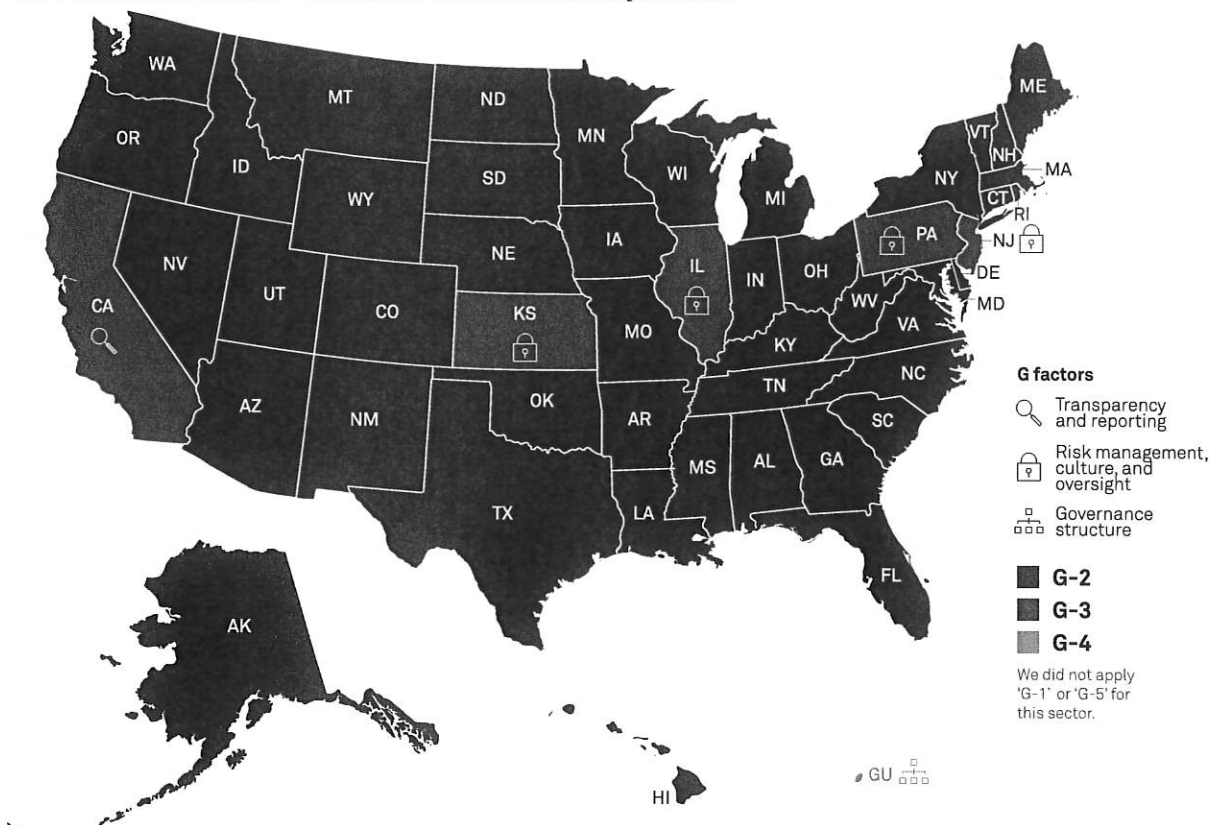 WA
MT
ND
ME
OR
MN
VT
ID
SD
WI
NH
MA
NY
WY
MI
CT
RI
IA
PA
NJ
NE
NV
IL
IN
OH
DE
UT
CA
CO
KS
WV
MD
MO
VA
KY
NC
TN
AZ
NM
OK
AR
SC
MS
AL
GA
TX
LA
FL
AK
HI
GU
G factors
Transparency
and reporting
Risk management,
culture, and
oversight
Governance
structure
G-2
G-3
G-4
We did not apply
'G-1' or 'G-5' for
this sector.